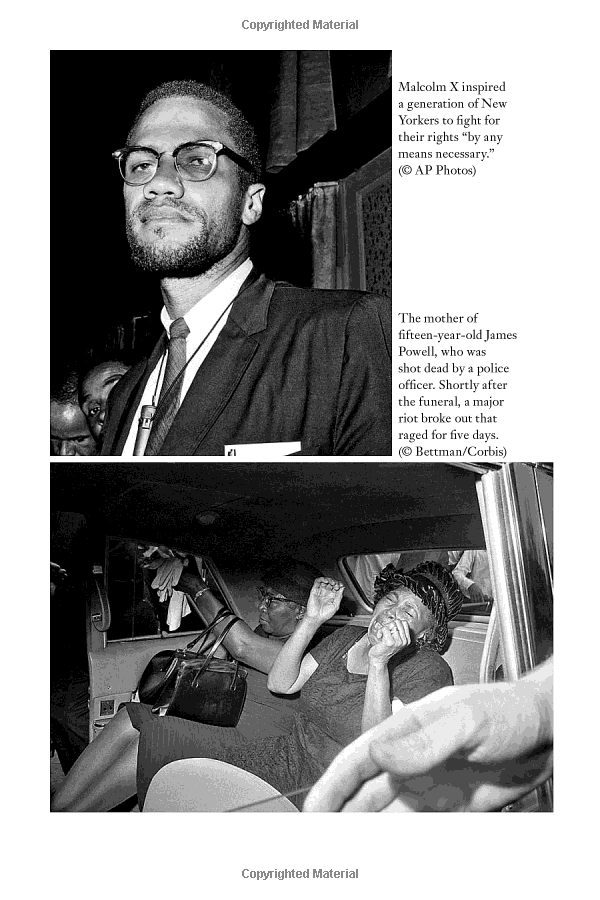 Copyrighted Material
Malcolm X inspired
a generation of New
Yorkers to fight for
their rights “by any
means necessary.”
(© AP Photos)
The mother of
fifteen-year-old James
Powell, who was
shot dead by a police
officer. Shortly after
the funeral, a major
riot broke out that
raged for five days.
(© Bettman/Corbis)
Copyrighted Material